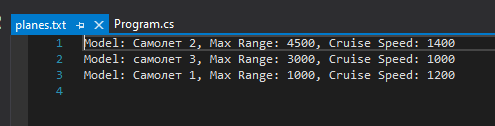 planes.txt Program.cs
1 Model: Самолет 2, Max Range: 4500, Cruise Speed: 1400
2 Model: самолет 3, Max Range: 3000, Cruise Speed: 1000
3 Model: Самолет 1, Max Range: 1000, Cruise Speed: 1200
4